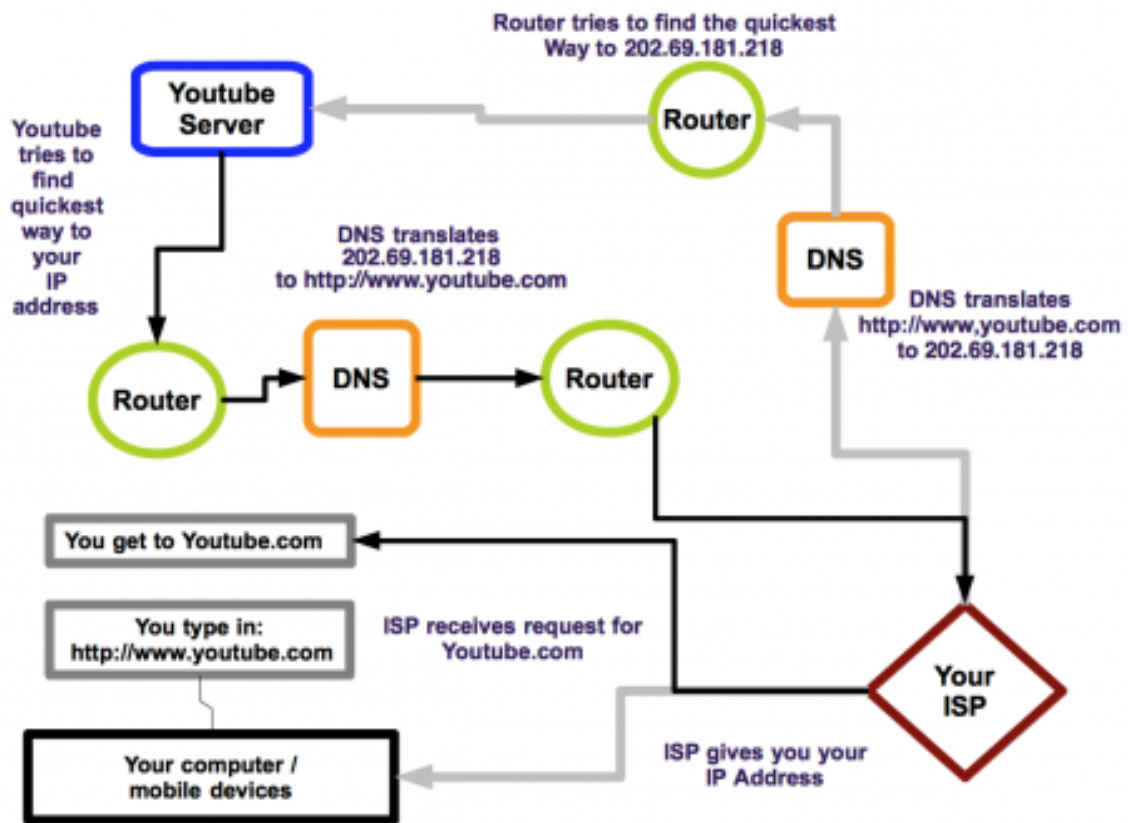 Router tries to find the quickest
Way to 202.69.181.218
Youtube
Server
Router
Youtube
tries to
find
quickest
way to
your
IP
address
DNS translates
202.69.181.218
to http://www.youtube.com
DNS
DNS translates
http://www,youtube.com
to 202.69.181.218
Router
DNS
Router
You get to Youtube.com
You type in:
http://www.youtube.com
ISP receives request for
Youtube.com
Your
ISP
Your computer /
mobile devices
ISP gives you your
IP Address